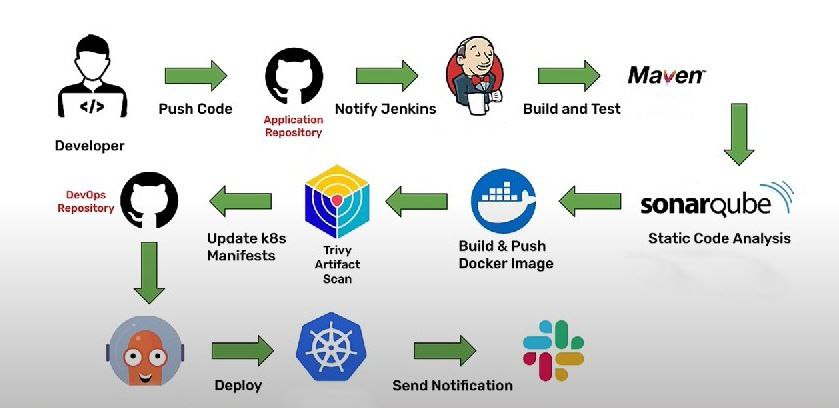 </>
Developer
Push Code
Application
Repository
Notify Jenkins
Build and Test
Maven™
DevOps
Repository
Update k8s
Manifests
Trivy
Artifact
Scan
Build & Push
Docker Image
sonarqube
Static Code Analysis
Deploy
Send Notification